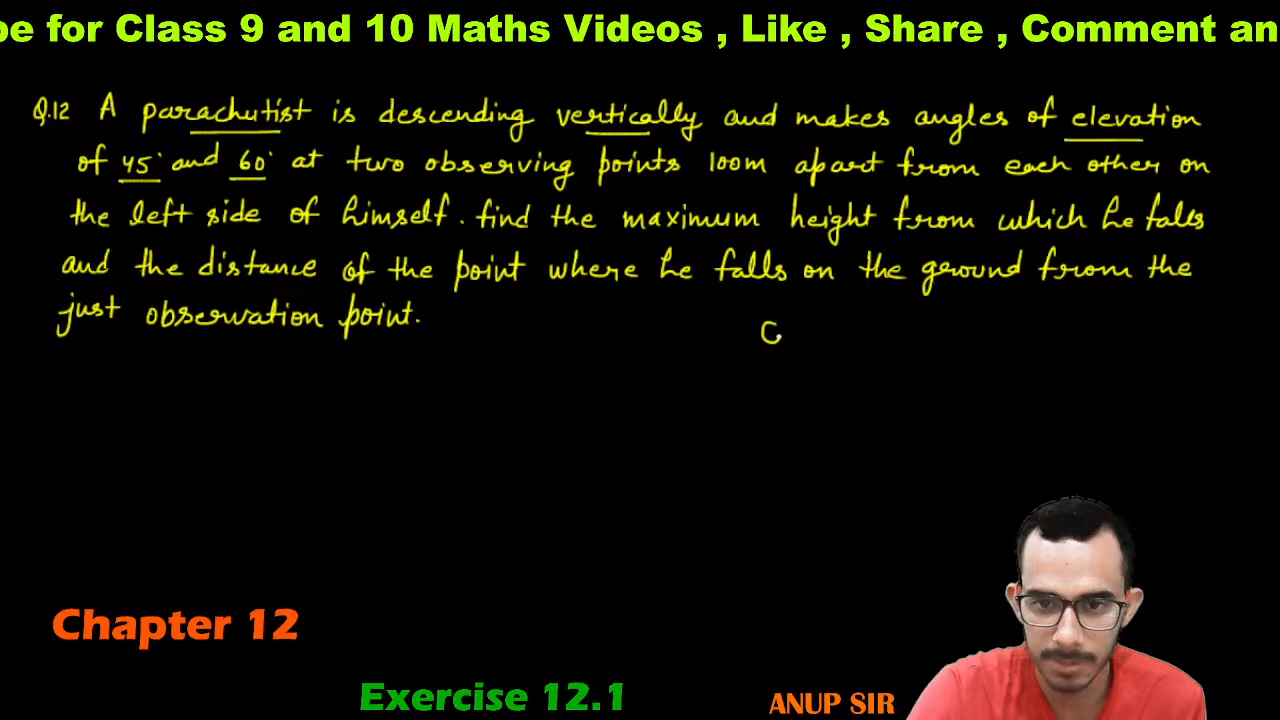 be for Class 9 and 10 Maths Videos , Like , Share , Comment an
Q.12 A parachutist is descending vertically and makes angles of elevation
of 45° and 60° at two observing points 100m apart from each other on
the left side of himself. find the maximum height from which he falls
and the distance of the point where he falls on the ground from the
just observation point.
C
Chapter 12
Exercise 12.1
ANUP SIR